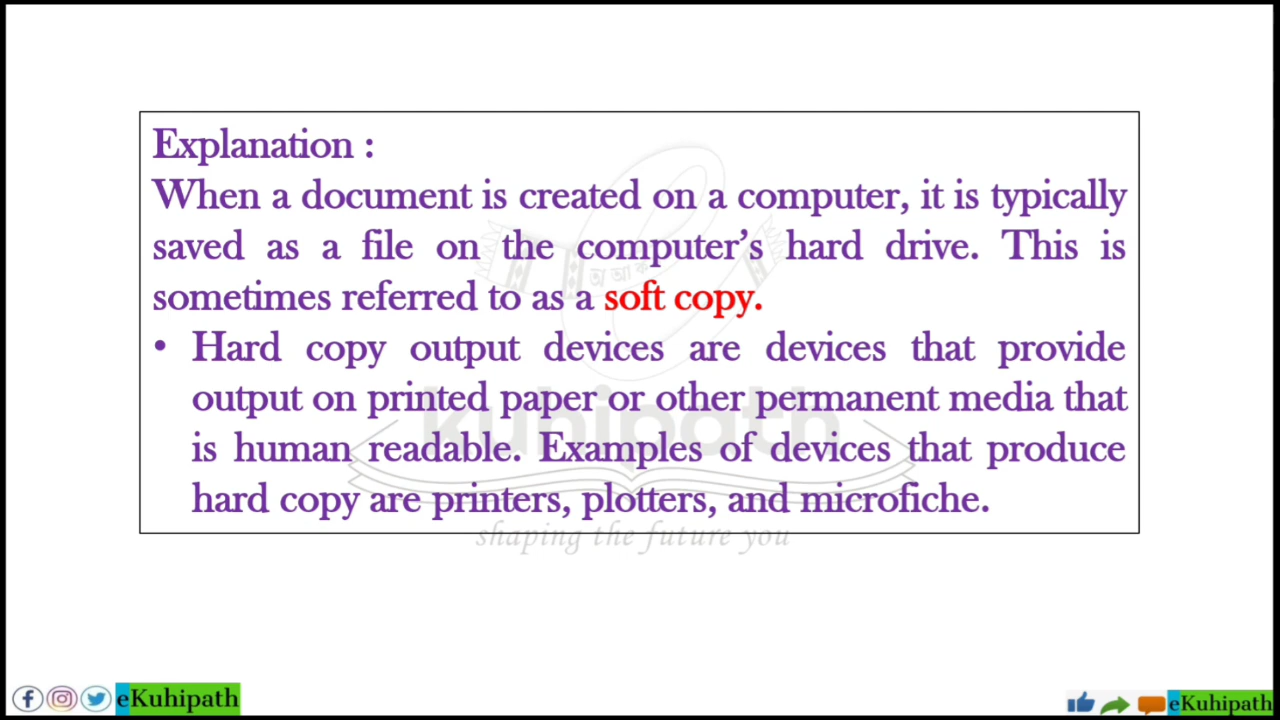 Explanation :
When a document is created on a computer, it is typically
saved as a file on the computer’s hard drive. This is
sometimes referred to as a soft copy.
• Hard copy output devices are devices that provide
output on printed paper or other permanent media that
is human readable. Examples of devices that produce
hard copy are printers, plotters, and microfiche.
অ আ ক
kuhipath
shaping the future you
eKuhipath
eKuhipath